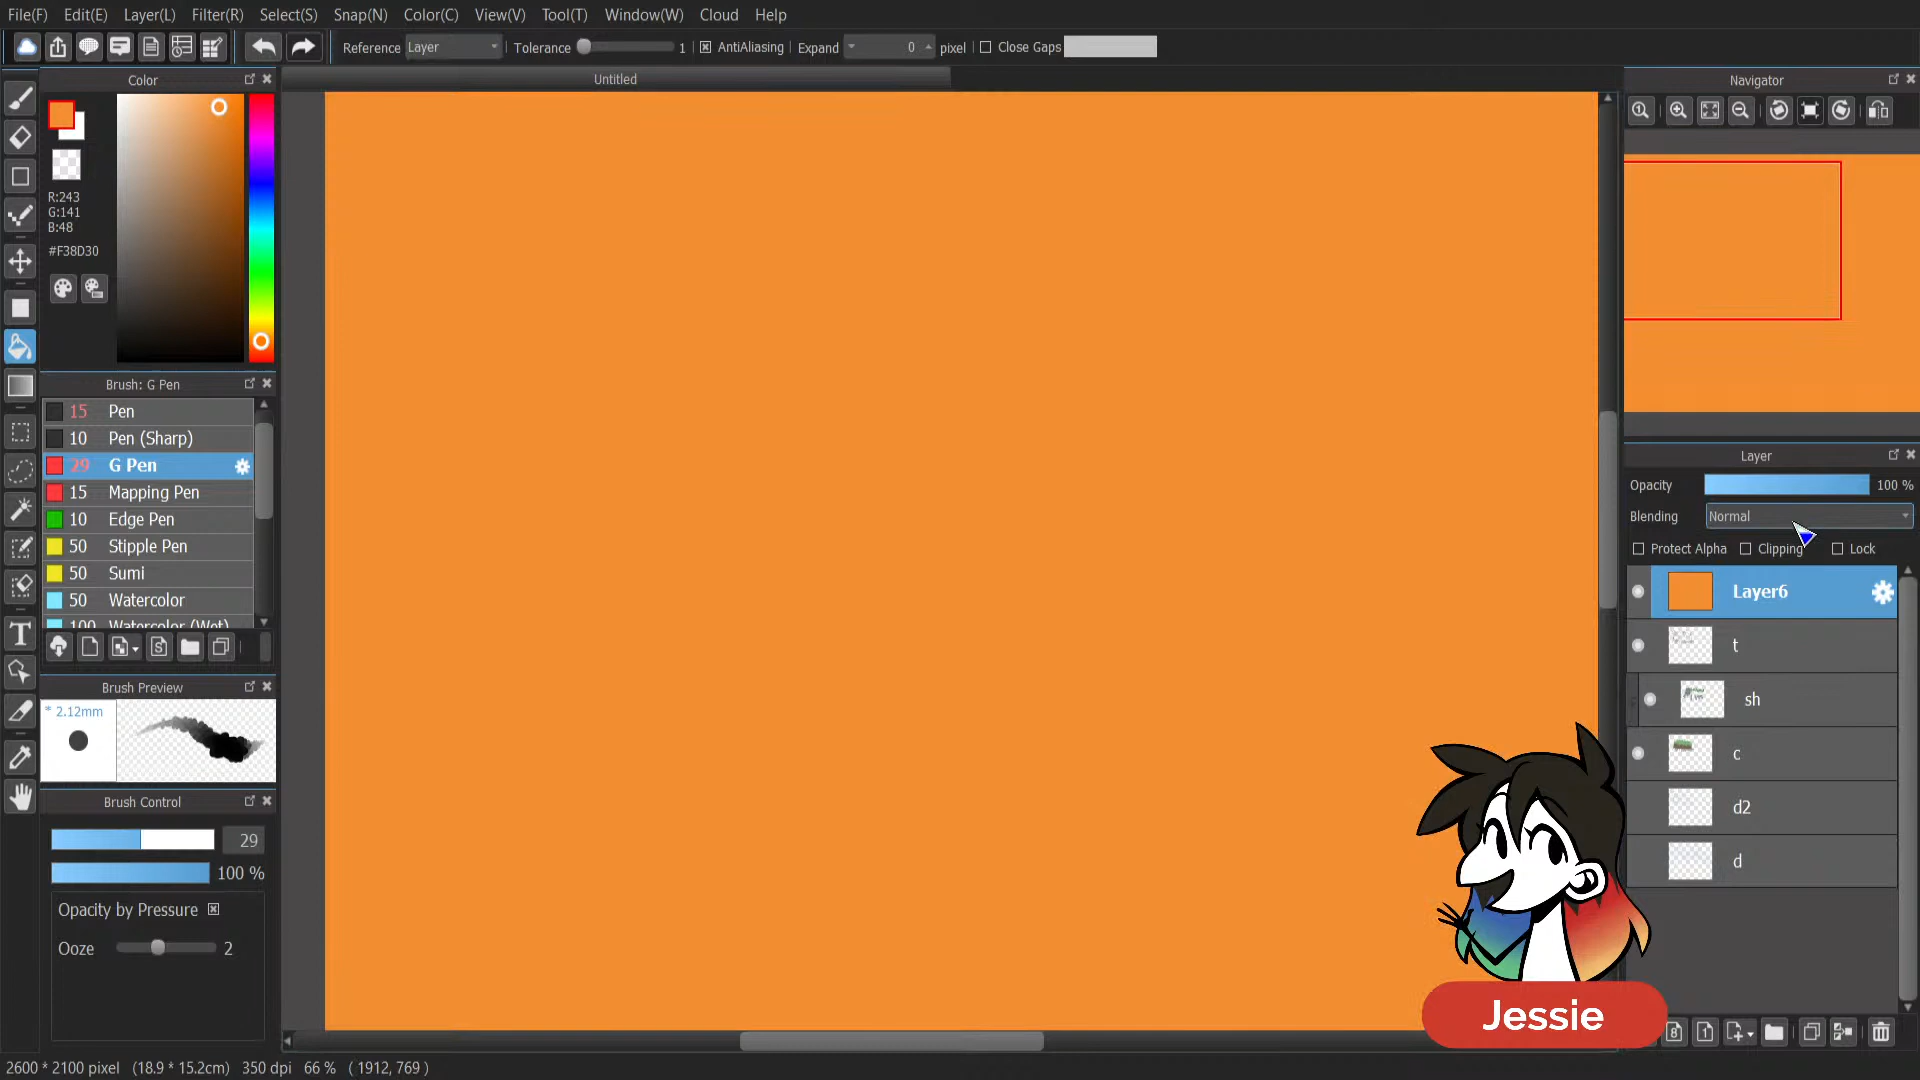 File(F) Edit(E) Layer(L) Filter(R) Select(S) Snap(N) Color(C) View(V) Tool(T) Window(W) Cloud Help
Reference Layer Tolerance 1 AntiAliasing Expand 0 pixel Close Gaps
Color
Untitled
Navigator
R:243
G:141
B:48
#F38D30
Brush: G Pen
15 Pen
10 Pen (Sharp)
29 G Pen
15 Mapping Pen
10 Edge Pen
50 Stipple Pen
50 Sumi
50 Watercolor
100 Watercolor (Wet)
Brush Preview
* 2.12mm
Brush Control
29
100 %
Opacity by Pressure
Ooze 2
Layer
Opacity 100 %
Blending Normal
Protect Alpha Clipping Lock
Layer6
t
sh
c
d2
d
Jessie
2600 * 2100 pixel (18.9 * 15.2cm) 350 dpi 66 % ( 1912, 769 )